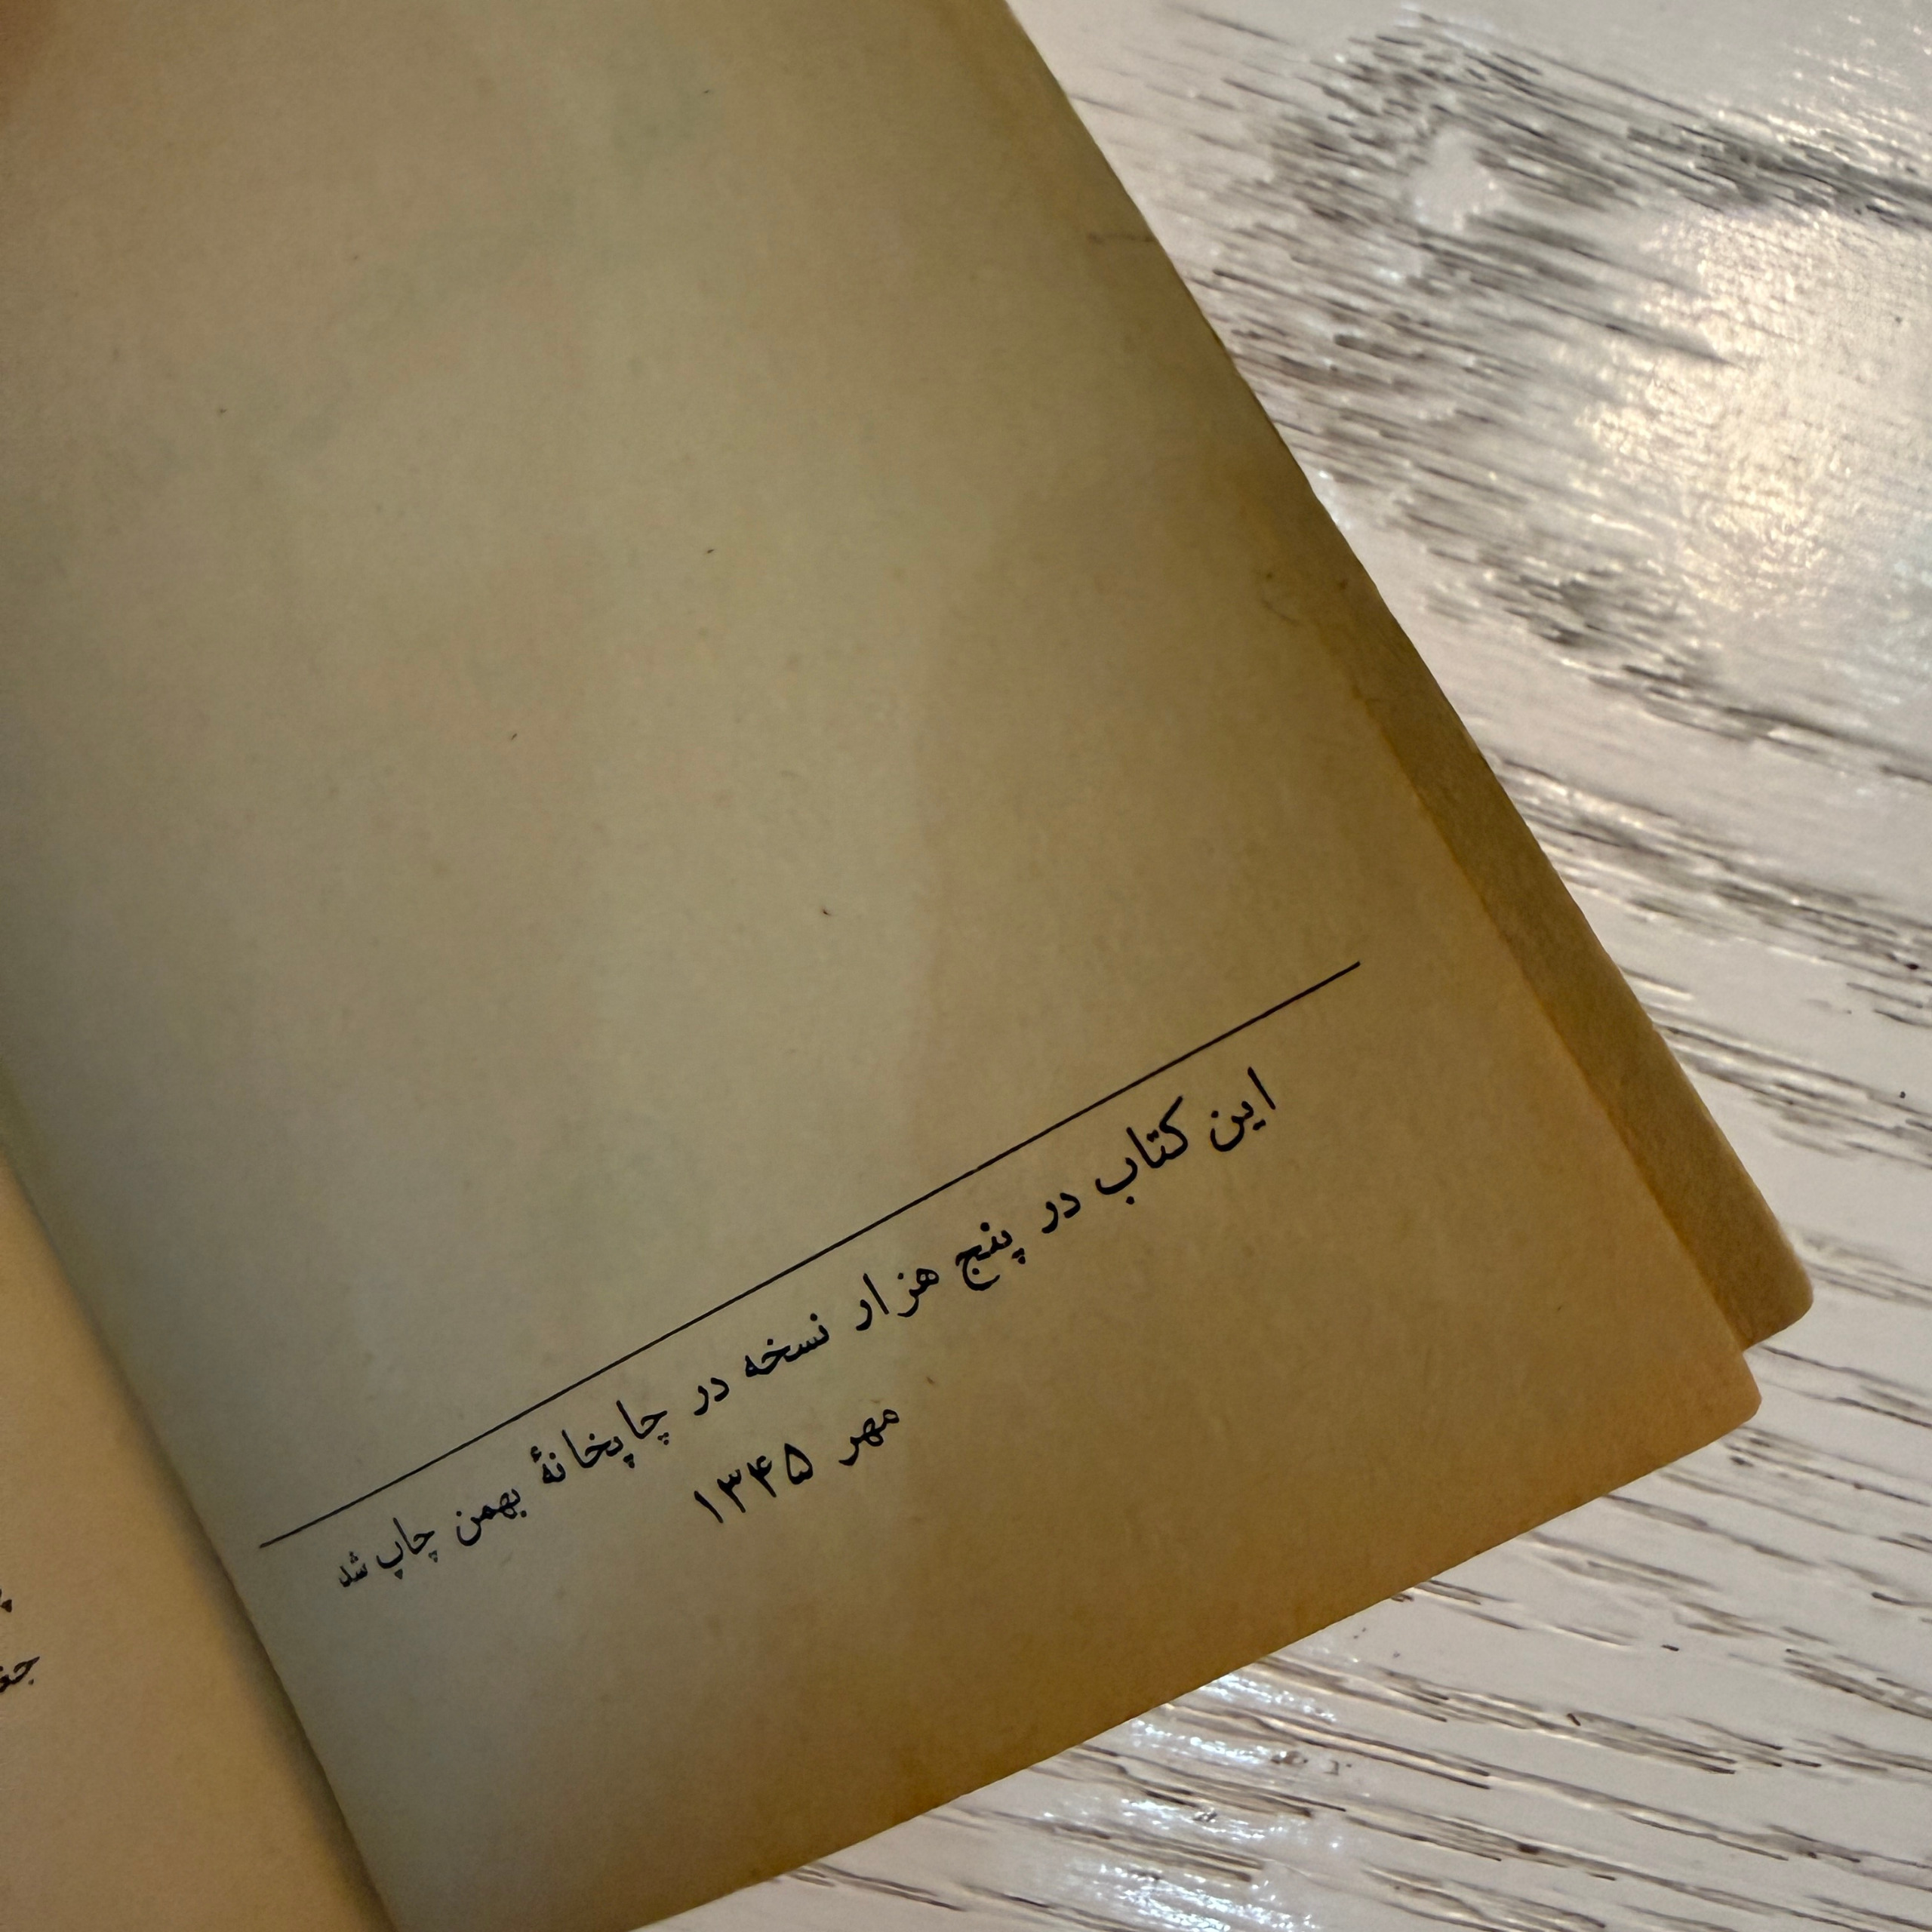 این کتاب در پنج هزار نسخه در چاپخانهٔ بهمن چاپ شد
مهر ۱۳۴۵